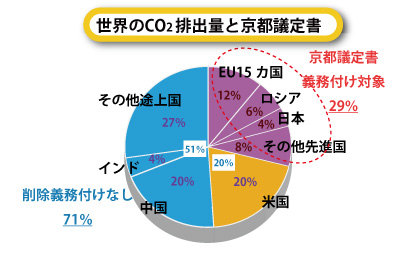 世界のCO2排出量と京都議定書
京都議定書
義務付け対象
29%
EU15カ国
12%
ロシア
6%
日本
4%
その他先進国
8%
その他途上国
27%
インド
4%
51%
20%
中国
20%
米国
20%
削除義務付けなし
71%